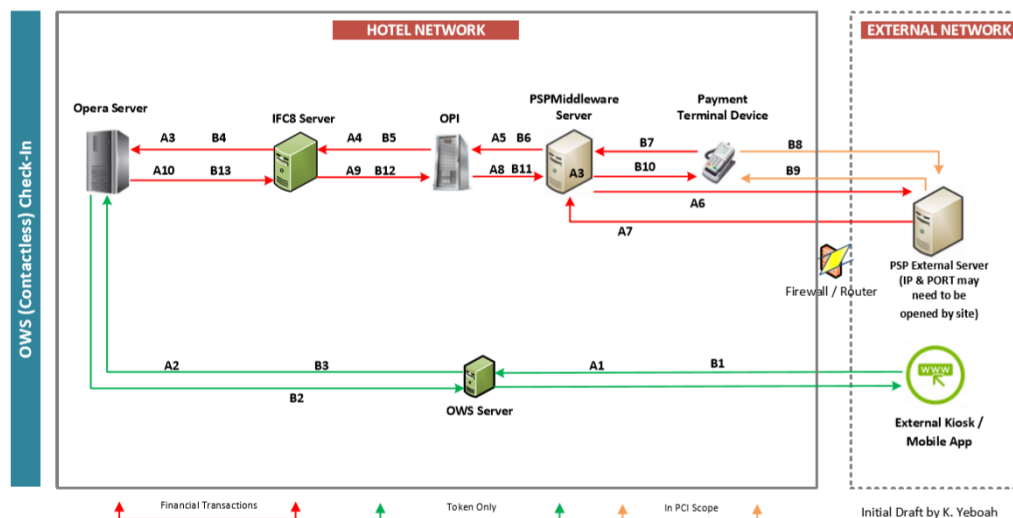 OWS (Contactless) Check-In
HOTEL NETWORK
EXTERNAL NETWORK
Opera Server
IFC8 Server
OPI
PSPMiddleware
Server
Payment
Terminal Device
A3 B4
A4 B5
A5 B6
B7
B8
A10 B13
A9 B12
A8 B11
A3
B10
B9
A6
A7
Firewall / Router
PSP External Server
(IP & PORT may
need to be
opened by site)
A2 B3
A1 B1
B2
OWS Server
WWW
External Kiosk /
Mobile App
Financial Transactions
Token Only
In PCI Scope
Initial Draft by K. Yeboah